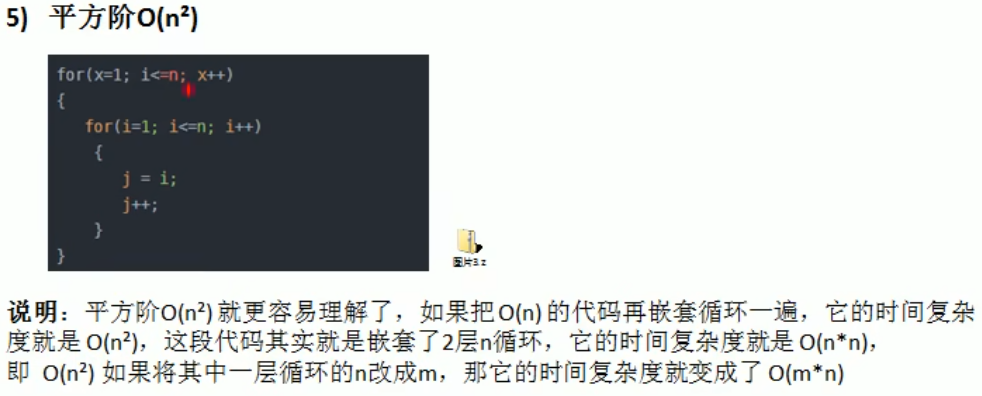 5) 平方阶O(n²)
for(x=1; i<=n; x++)
{
for(i=1; i<=n; i++)
{
j = i;
j++;
}
}
图片3.z
说明：平方阶O(n²) 就更容易理解了，如果把 O(n) 的代码再嵌套循环一遍，它的时间复杂
度就是 O(n²)，这段代码其实就是嵌套了2层n循环，它的时间复杂度就是 O(n*n)，
即 O(n²) 如果将其中一层循环的n改成m，那它的时间复杂度就变成了 O(m*n)